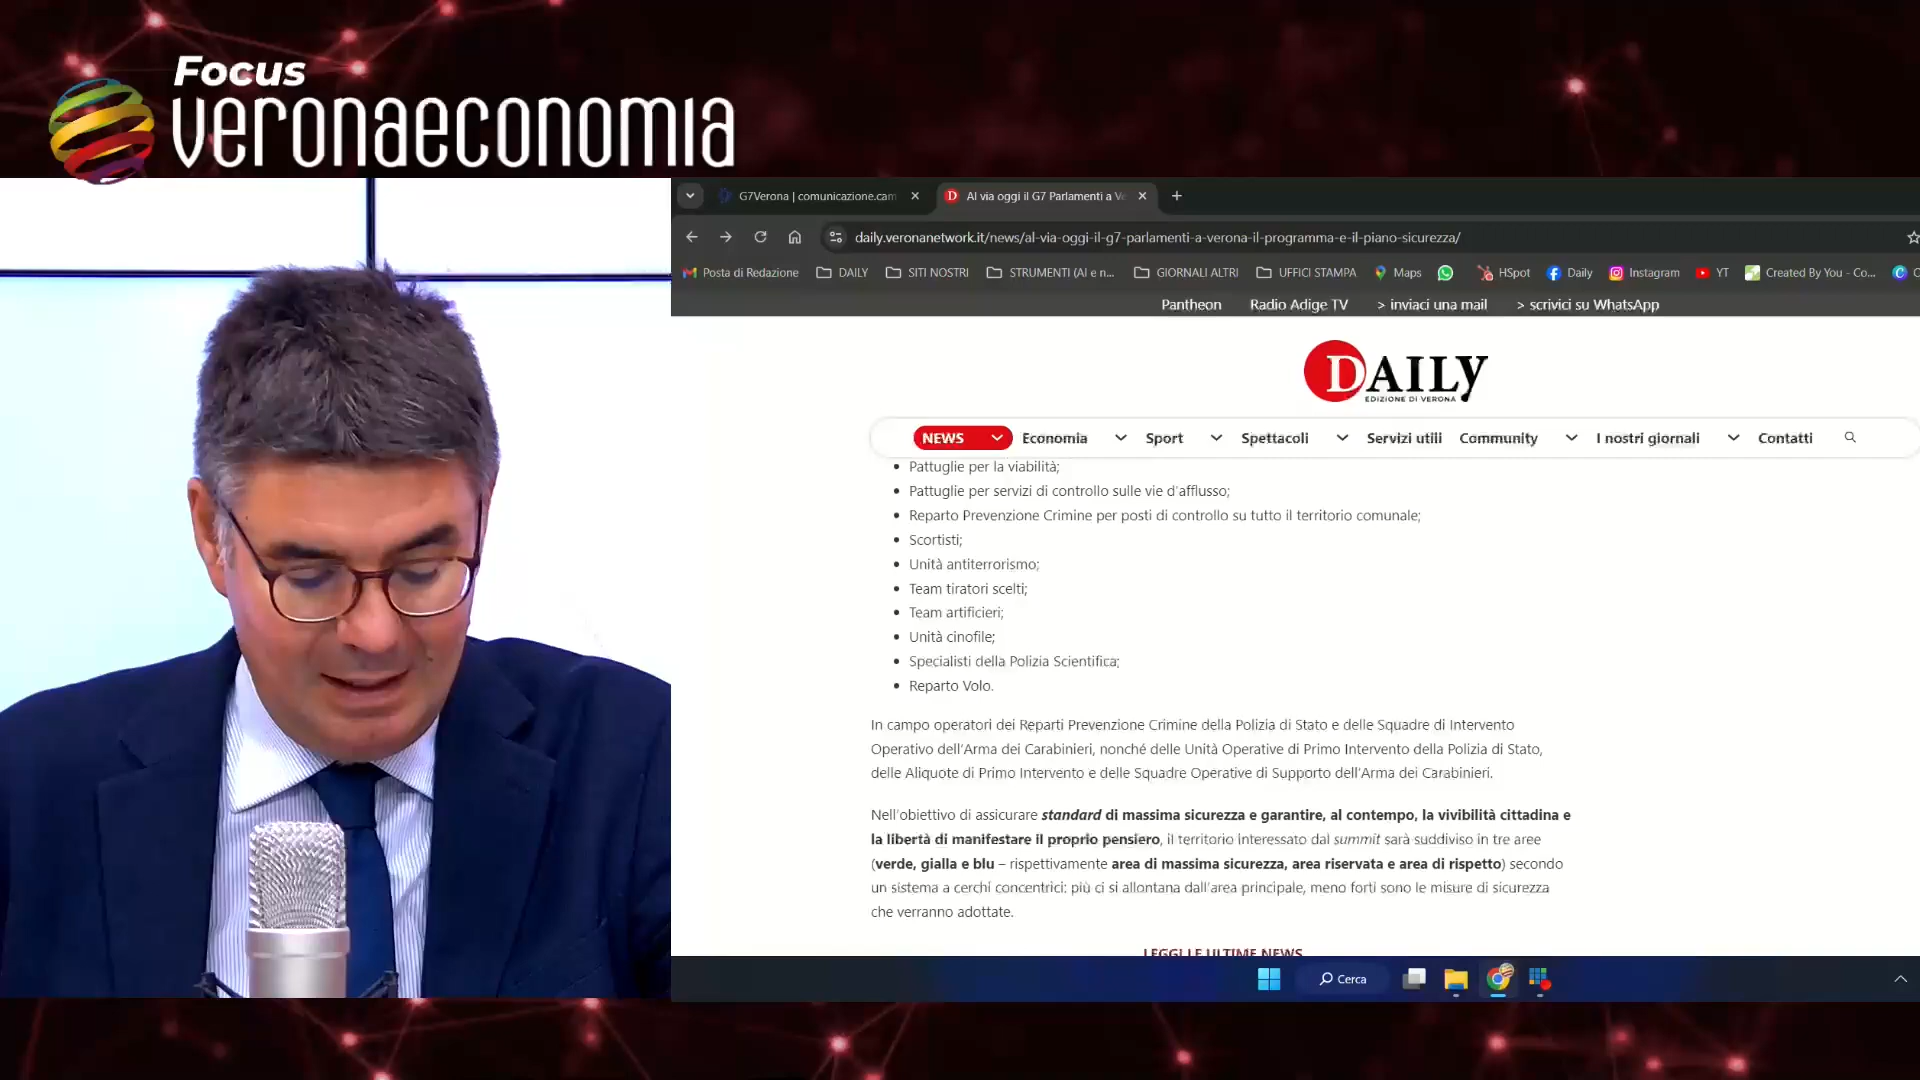 Focus
veronaeconomia
G7Verona | comunicazione.cam
Al via oggi il G7 Parlamenti a Ve
daily.veronanetwork.it/news/al-via-oggi-il-g7-parlamenti-a-verona-il-programma-e-il-piano-sicurezza/
Posta di Redazione DAILY SITI NOSTRI STRUMENTI (AI e n... GIORNALI ALTRI UFFICI STAMPA Maps HSpot Daily Instagram YT Created By You - Co...
Pantheon Radio Adige TV > inviaci una mail > scrivici su WhatsApp
DAILY
EDIZIONE DI VERONA
NEWS Economia Sport Spettacoli Servizi utili Community I nostri giornali Contatti
• Pattuglie per la viabilità;
• Pattuglie per servizi di controllo sulle vie d'afflusso;
• Reparto Prevenzione Crimine per posti di controllo su tutto il territorio comunale;
• Scortisti;
• Unità antiterrorismo;
• Team tiratori scelti;
• Team artificieri;
• Unità cinofile;
• Specialisti della Polizia Scientifica;
• Reparto Volo.
In campo operatori dei Reparti Prevenzione Crimine della Polizia di Stato e delle Squadre di Intervento
Operativo dell'Arma dei Carabinieri, nonché delle Unità Operative di Primo Intervento della Polizia di Stato,
delle Aliquote di Primo Intervento e delle Squadre Operative di Supporto dell'Arma dei Carabinieri.
Nell'obiettivo di assicurare standard di massima sicurezza e garantire, al contempo, la vivibilità cittadina e
la libertà di manifestare il proprio pensiero, il territorio interessato dal summit sarà suddiviso in tre aree
(verde, gialla e blu – rispettivamente area di massima sicurezza, area riservata e area di rispetto) secondo
un sistema a cerchi concentrici: più ci si allontana dall'area principale, meno forti sono le misure di sicurezza
che verranno adottate.
LEGGI LE ULTIME NEWS
Cerca